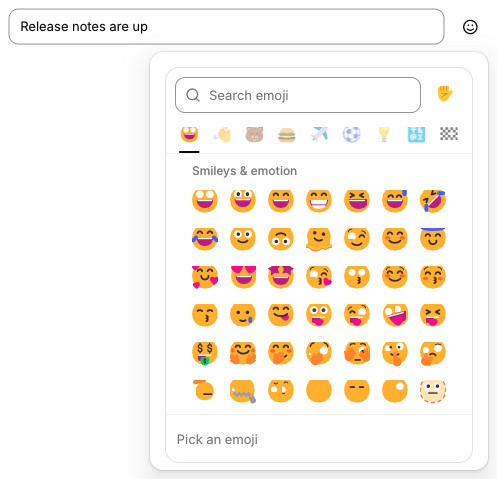 Release notes are up
Search emoji
Smileys & emotion
Pick an emoji